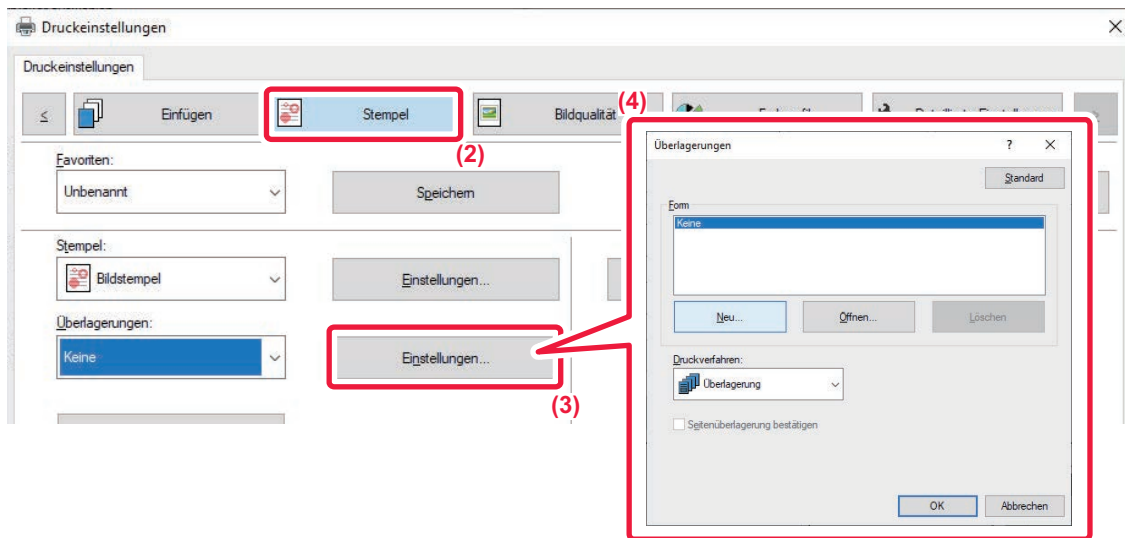 Druckeinstellungen
Druckeinstellungen
≤ Einfügen Stempel Bildqualität
(4)
(2)
Favoriten:
Unbenannt Speichern
Stempel:
Bildstempel Einstellungen...
Überlagerungen:
Keine Einstellungen...
(3)
Überlagerungen ?
Standard
Form
Keine
Neu... Öffnen... Löschen
Druckverfahren:
Überlagerung
Seitenüberlagerung bestätigen
OK Abbrechen